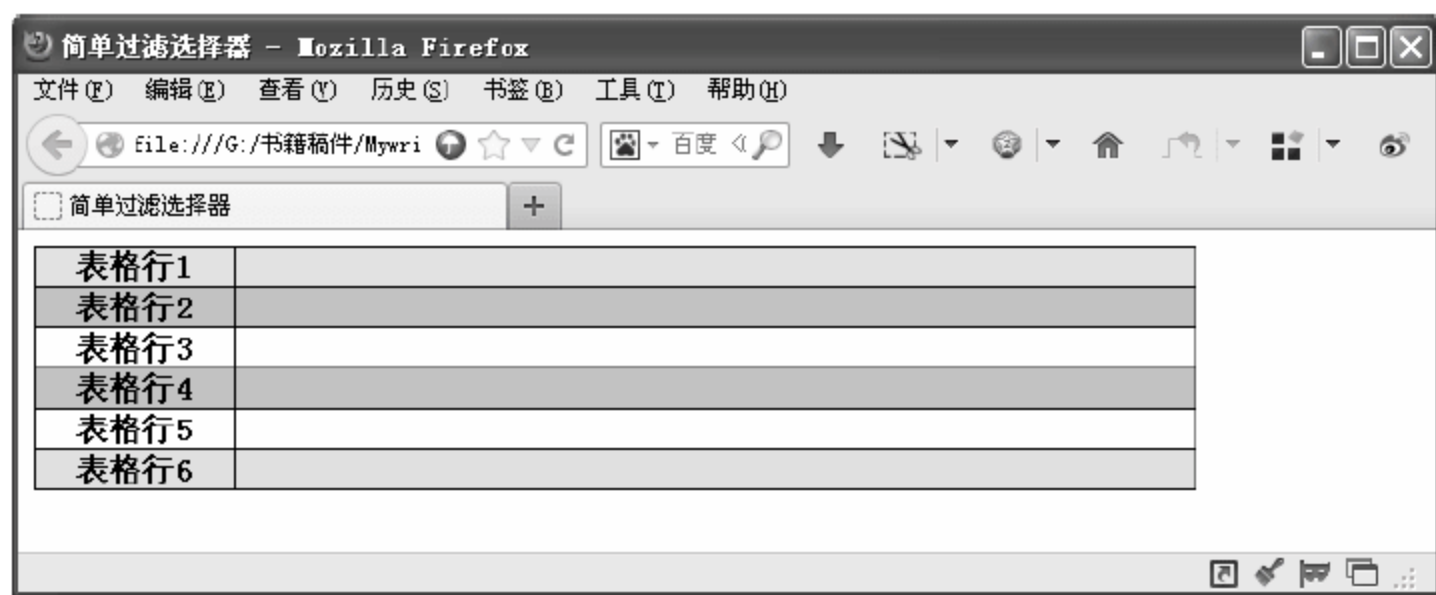 简单过滤选择器 - Mozilla Firefox
文件(F) 编辑(E) 查看(V) 历史(S) 书签(B) 工具(T) 帮助(H)
file:///G:/书籍稿件/Mywri 百度
简单过滤选择器
表格行1
表格行2
表格行3
表格行4
表格行5
表格行6